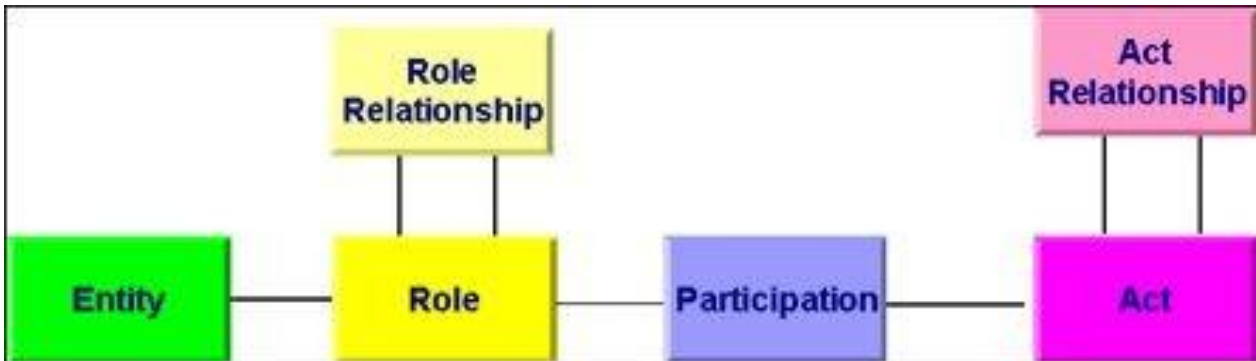 Role
Relationship
Act
Relationship
Entity
Role
Participation
Act